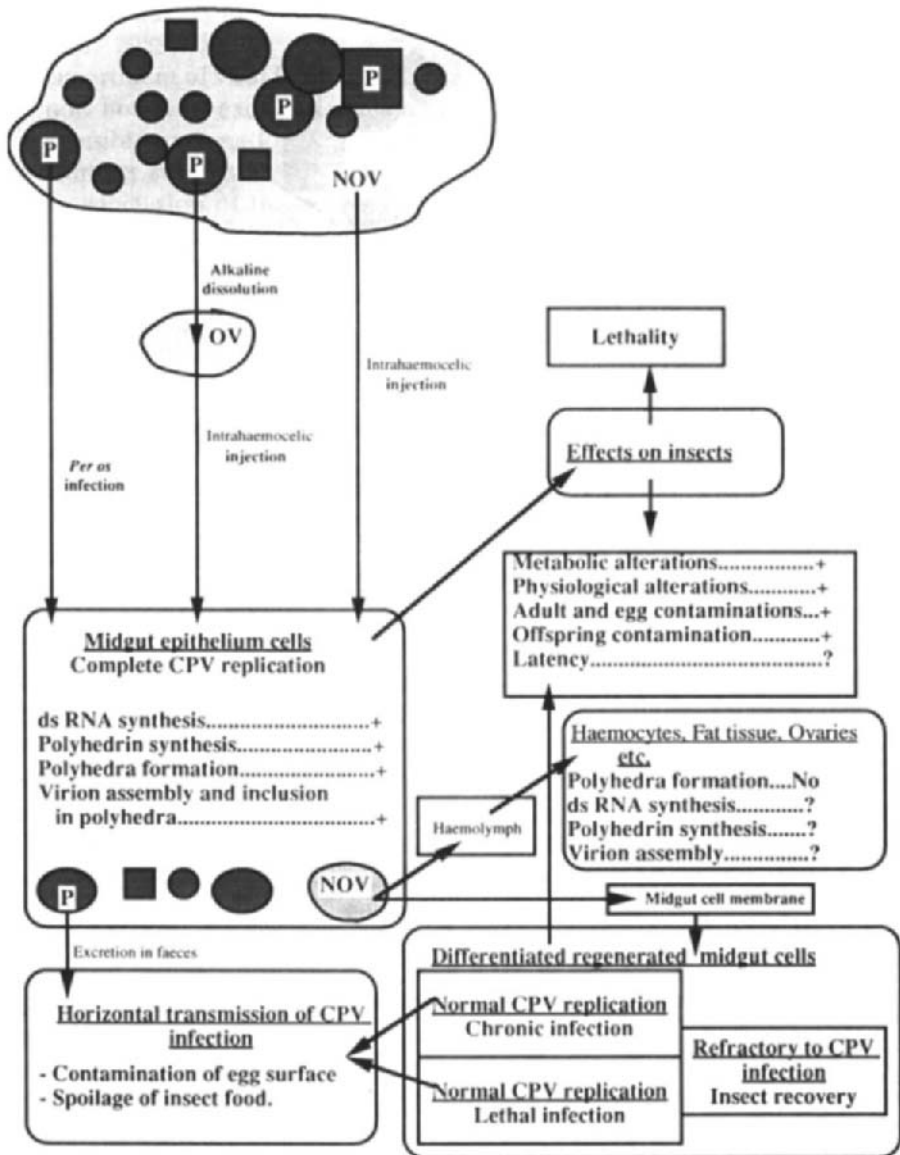 P
P
P
P
NOV
Alkaline
dissolution
OV
Intrahaemocelic
injection
Intrahaemocelic
injection
Per os
infection
Lethality
Effects on insects
Metabolic alterations.................+
Physiological alterations............+
Adult and egg contaminations...+
Offspring contamination............+
Latency.......................................?
Midgut epithelium cells
Complete CPV replication
ds RNA synthesis............................+
Polyhedrin synthesis.......................+
Polyhedra formation.......................+
Virion assembly and inclusion
in polyhedra.................................+
P
NOV
Haemolymph
Haemocytes, Fat tissue, Ovaries
etc.
Polyhedra formation....No
ds RNA synthesis............?
Polyhedrin synthesis.......?
Virion assembly...............?
Midgut cell membrane
Excretion in faeces
Horizontal transmission of CPV
infection
- Contamination of egg surface
- Spoilage of insect food.
Differentiated regenerated midgut cells
Normal CPV replication
Chronic infection
Normal CPV replication
Lethal infection
Refractory to CPV
infection
Insect recovery